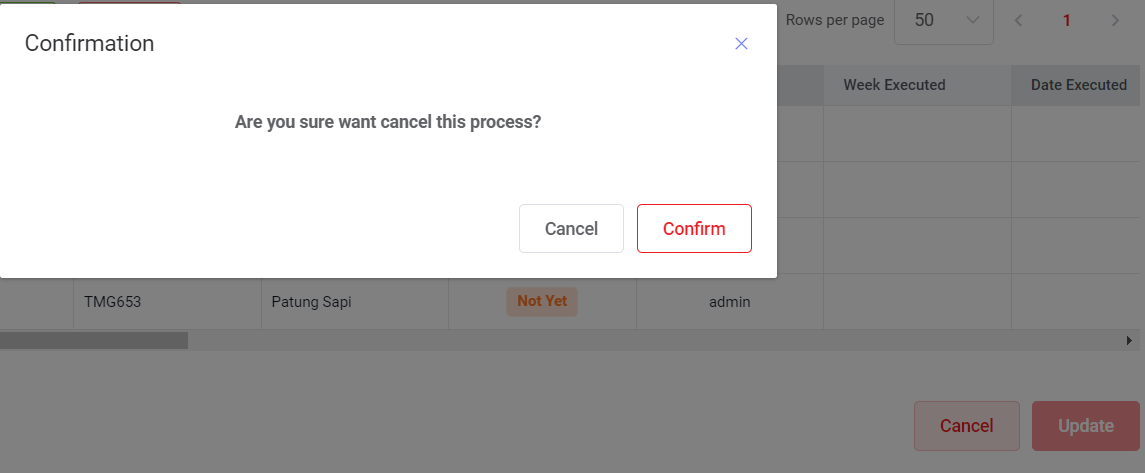 Rows per page 50 1
Confirmation
Week Executed Date Executed
Are you sure want cancel this process?
Cancel Confirm
TMG653 Patung Sapi Not Yet admin
Cancel Update